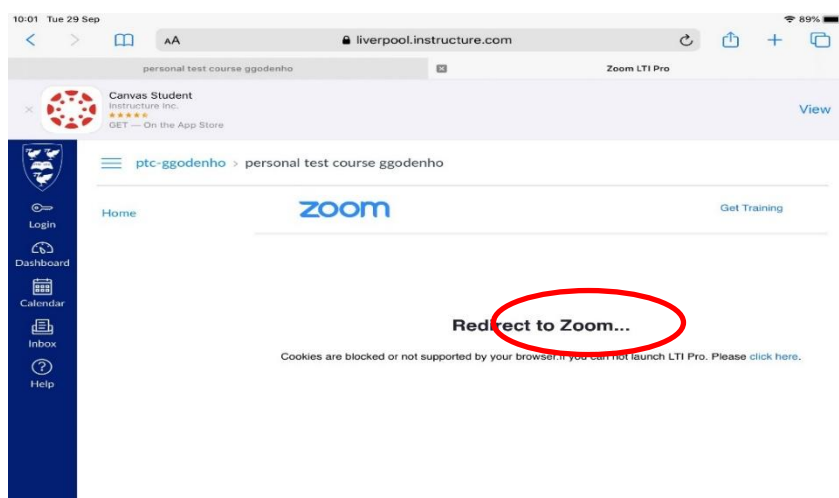 10:01 Tue 29 Sep
89%
AA
liverpool.instructure.com
personal test course ggodenho
Zoom LTI Pro
Canvas Student
Instructure Inc.
GET — On the App Store
View
ptc-ggodenho > personal test course ggodenho
Login
Home
zoom
Get Training
Dashboard
Calendar
Inbox
Help
Redirect to Zoom...
Cookies are blocked or not supported by your browser.If you can not launch LTI Pro. Please click here.